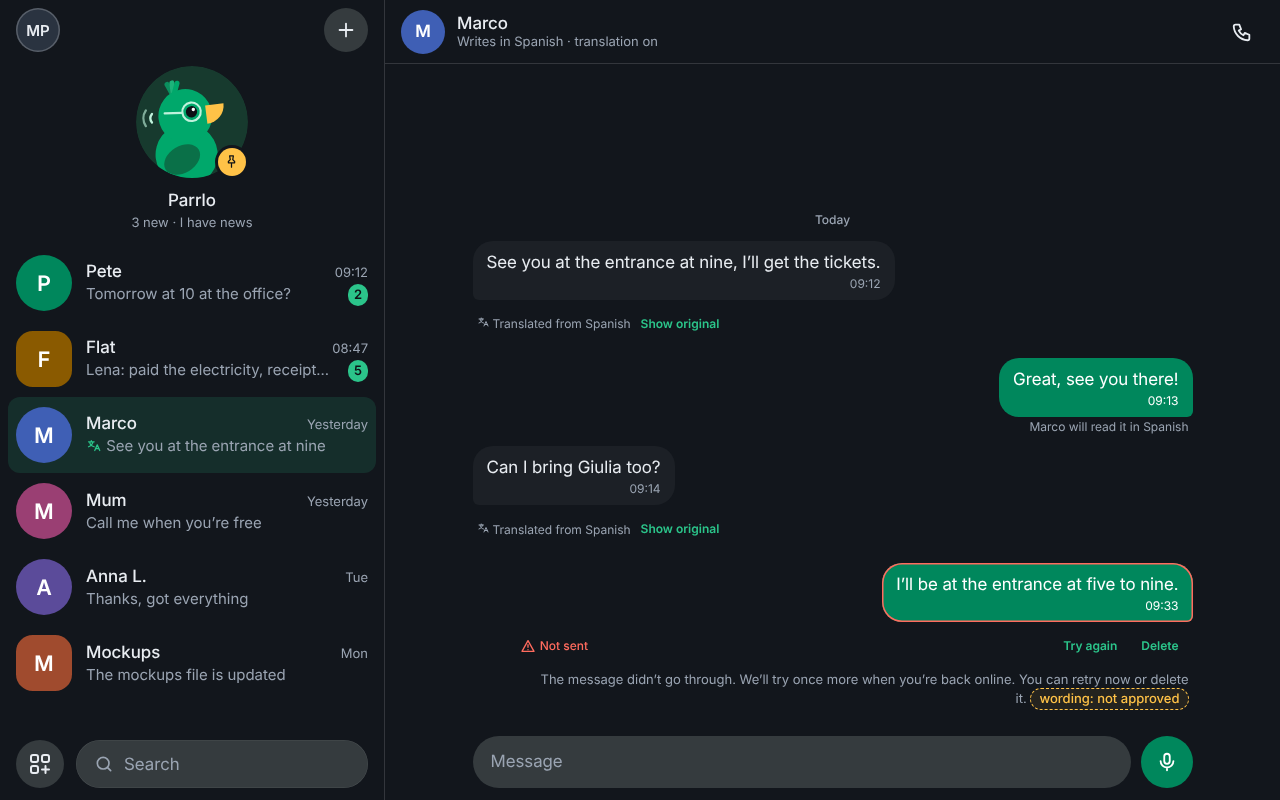 MP
Parrlo
3 new · I have news
P
Pete
09:12
Tomorrow at 10 at the office?
2
F
Flat
08:47
Lena: paid the electricity, receipt…
5
M
Marco
Yesterday
See you at the entrance at nine
M
Mum
Yesterday
Call me when you’re free
A
Anna L.
Tue
Thanks, got everything
M
Mockups
Mon
The mockups file is updated
Search
M
Marco
Writes in Spanish · translation on
Today
See you at the entrance at nine, I’ll get the tickets.
09:12
Translated from Spanish Show original
Great, see you there!
09:13
Marco will read it in Spanish
Can I bring Giulia too?
09:14
Translated from Spanish Show original
I’ll be at the entrance at five to nine.
09:33
Not sent
Try again Delete
The message didn’t go through. We’ll try once more when you’re back online. You can retry now or delete
it. wording: not approved
Message